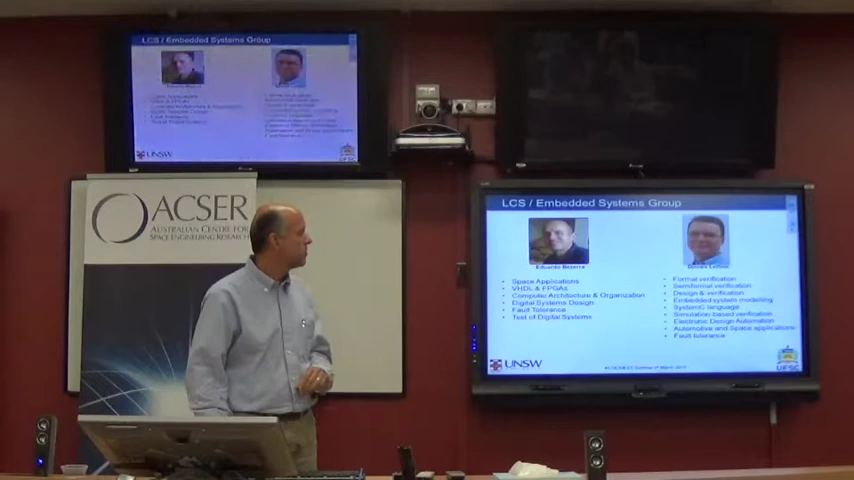 LCS / Embedded Systems Group
UNSW
UFSC
ACSER
AUSTRALIAN CENTRE FOR
SPACE ENGINEERING RESEARCH
LCS / Embedded Systems Group
Eduardo Bezerra
• Space Applications
• VHDL & FPGAs
• Computer Architecture & Organization
• Digital Systems Design
• Fault Tolerance
• Test of Digital Systems
• Formal verification
• Semiformal verification
• Design & verification
• Embedded system modelling
• SystemC language
• Simulation-based verification
• Electronic Design Automation
• Automotive and Space applications
• Fault tolerance
UNSW
UFSC